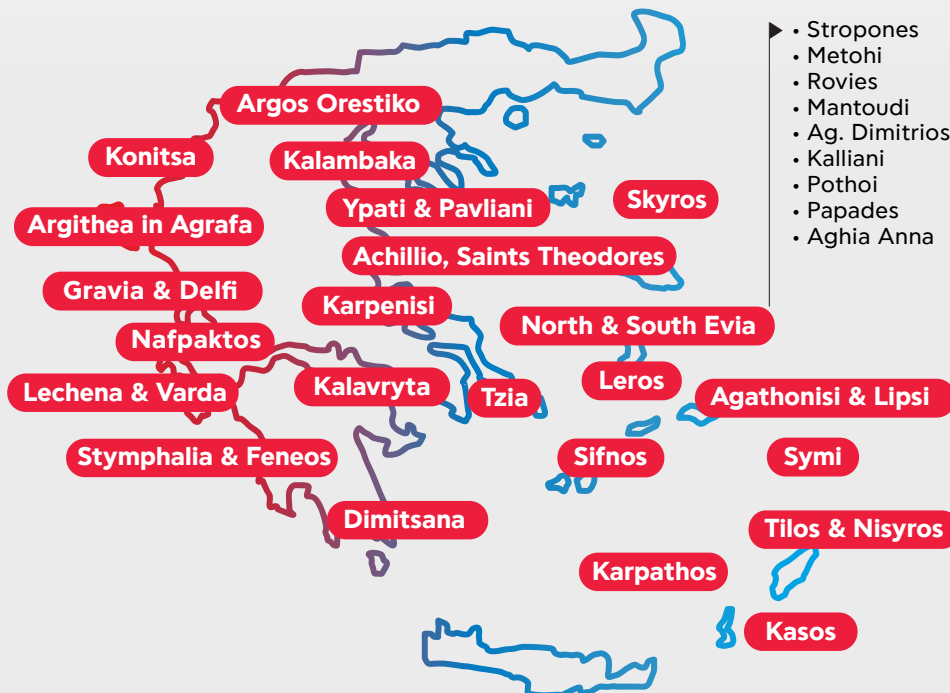 Argos Orestiko
Konitsa
Kalambaka
Ypati & Pavliani
Skyros
Argithea in Agrafa
Achillio, Saints Theodores
Gravia & Delfi
Karpenisi
North & South Evia
Nafpaktos
Lechena & Varda
Kalavryta
Tzia
Leros
Agathonisi & Lipsi
Stymphalia & Feneos
Sifnos
Symi
Dimitsana
Tilos & Nisyros
Karpathos
Kasos
• Stropones
• Metohi
• Rovies
• Mantoudi
• Ag. Dimitrios
• Kalliani
• Pothoi
• Papades
• Aghia Anna